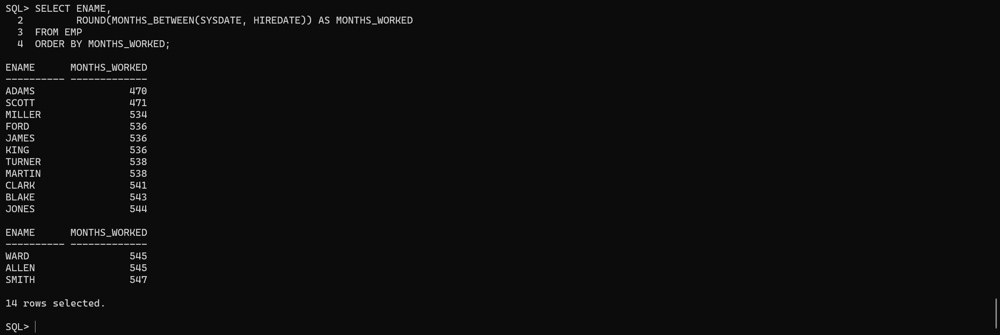 SQL> SELECT ENAME,
  2         ROUND(MONTHS_BETWEEN(SYSDATE, HIREDATE)) AS MONTHS_WORKED
  3  FROM EMP
  4  ORDER BY MONTHS_WORKED;
ENAME      MONTHS_WORKED
---------- -------------
ADAMS                470
SCOTT                471
MILLER               534
FORD                 536
JAMES                536
KING                 536
TURNER               538
MARTIN               538
CLARK                541
BLAKE                543
JONES                544
ENAME      MONTHS_WORKED
---------- -------------
WARD                 545
ALLEN                545
SMITH                547
14 rows selected.
SQL>